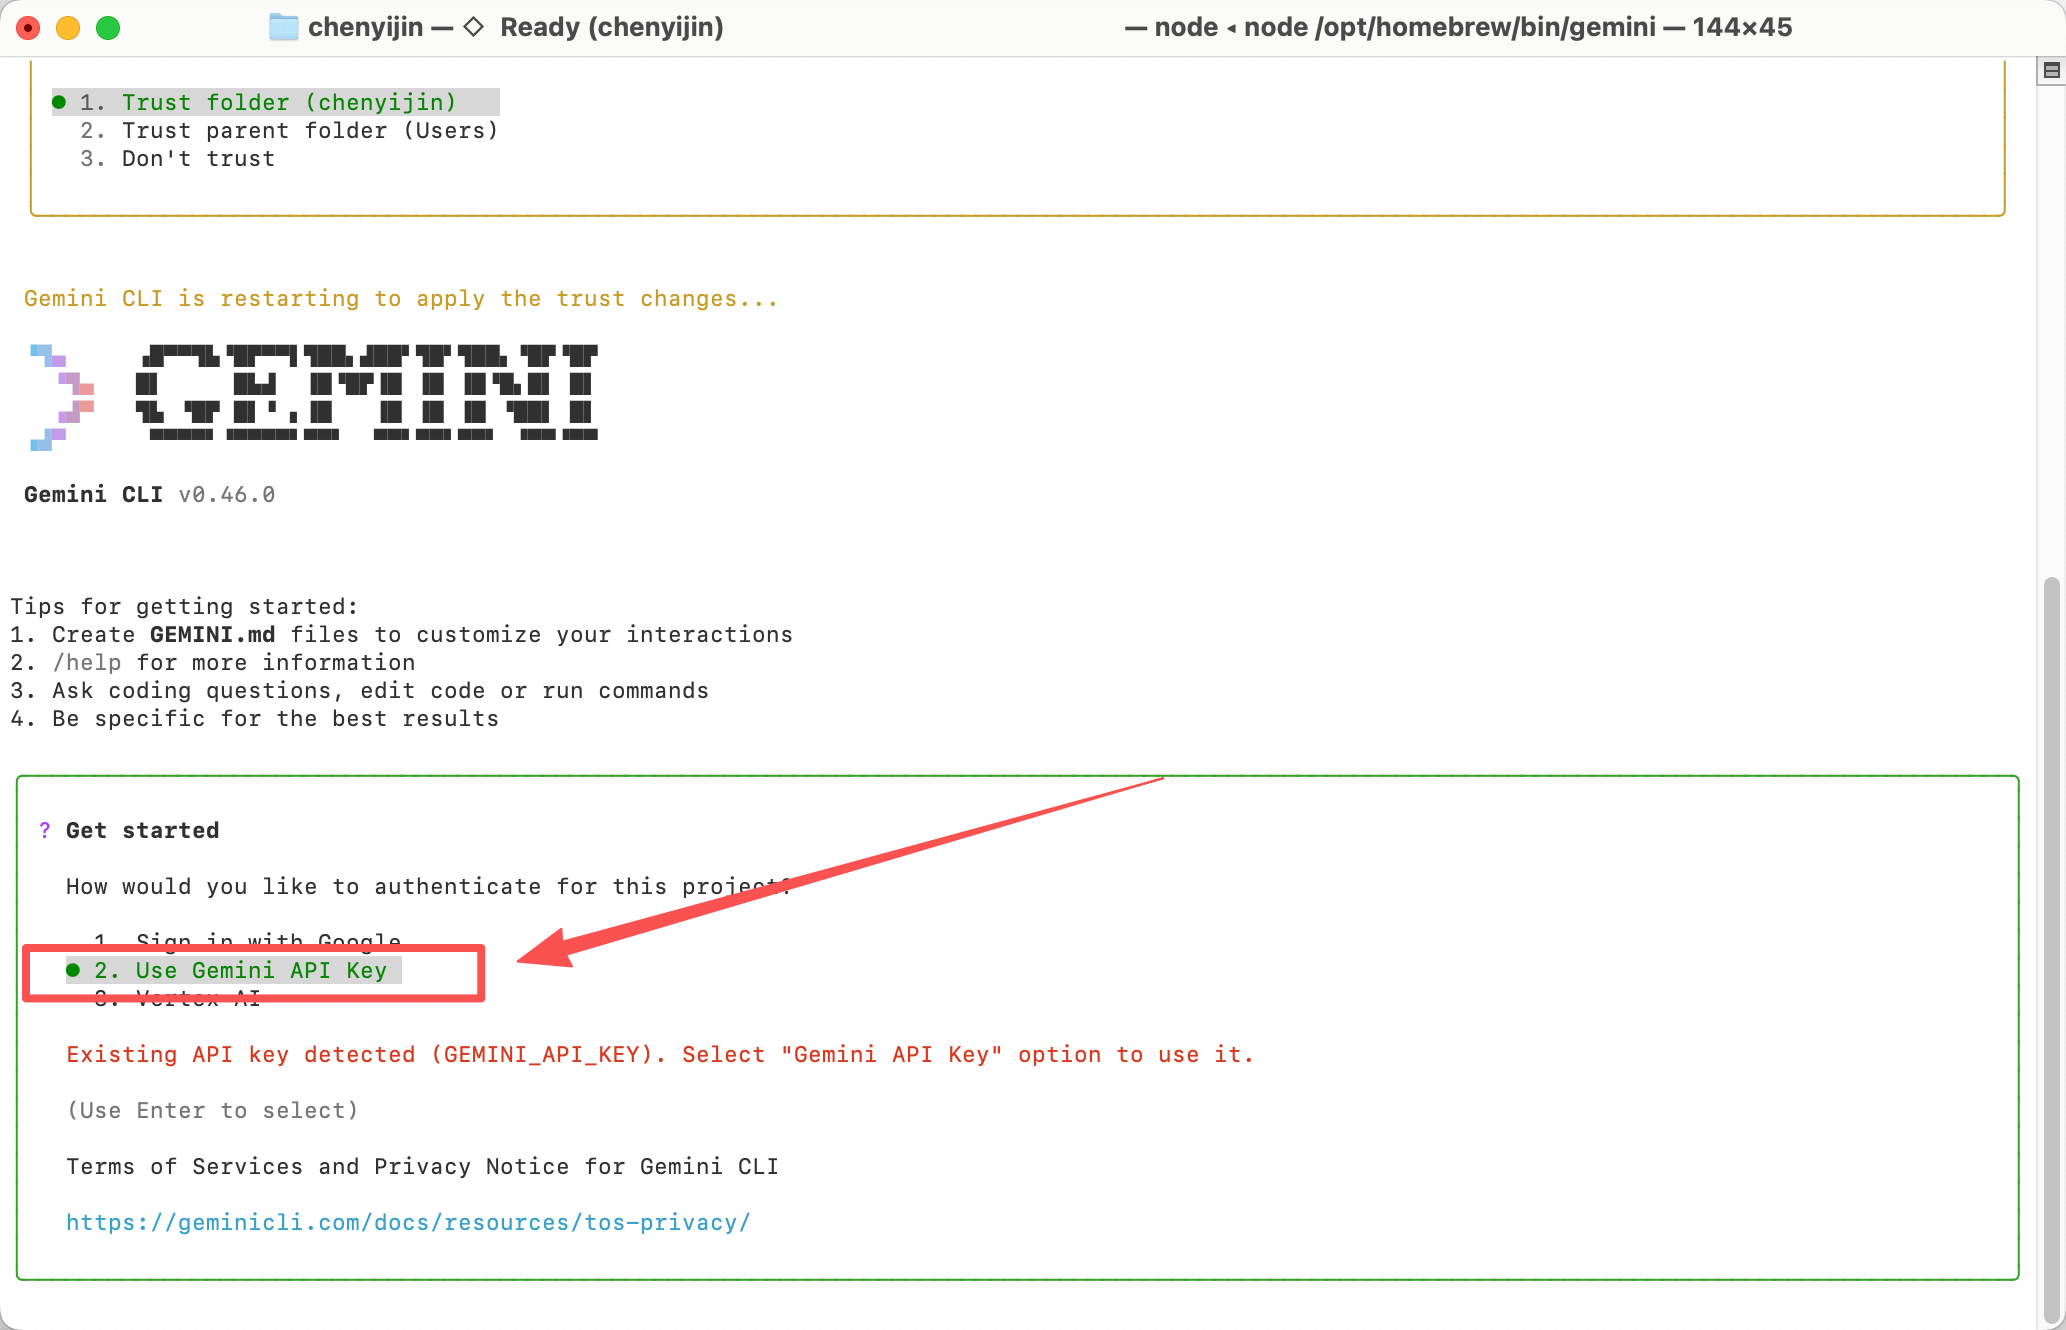 chenyijin — ◇ Ready (chenyijin) — node ◂ node /opt/homebrew/bin/gemini — 144×45
● 1. Trust folder (chenyijin)
2. Trust parent folder (Users)
3. Don't trust
Gemini CLI is restarting to apply the trust changes...
GEMINI
Gemini CLI v0.46.0
Tips for getting started:
1. Create GEMINI.md files to customize your interactions
2. /help for more information
3. Ask coding questions, edit code or run commands
4. Be specific for the best results
? Get started
How would you like to authenticate for this project?
1. Sign in with Google
● 2. Use Gemini API Key
3. Vertex AI
Existing API key detected (GEMINI_API_KEY). Select "Gemini API Key" option to use it.
(Use Enter to select)
Terms of Services and Privacy Notice for Gemini CLI
https://geminicli.com/docs/resources/tos-privacy/